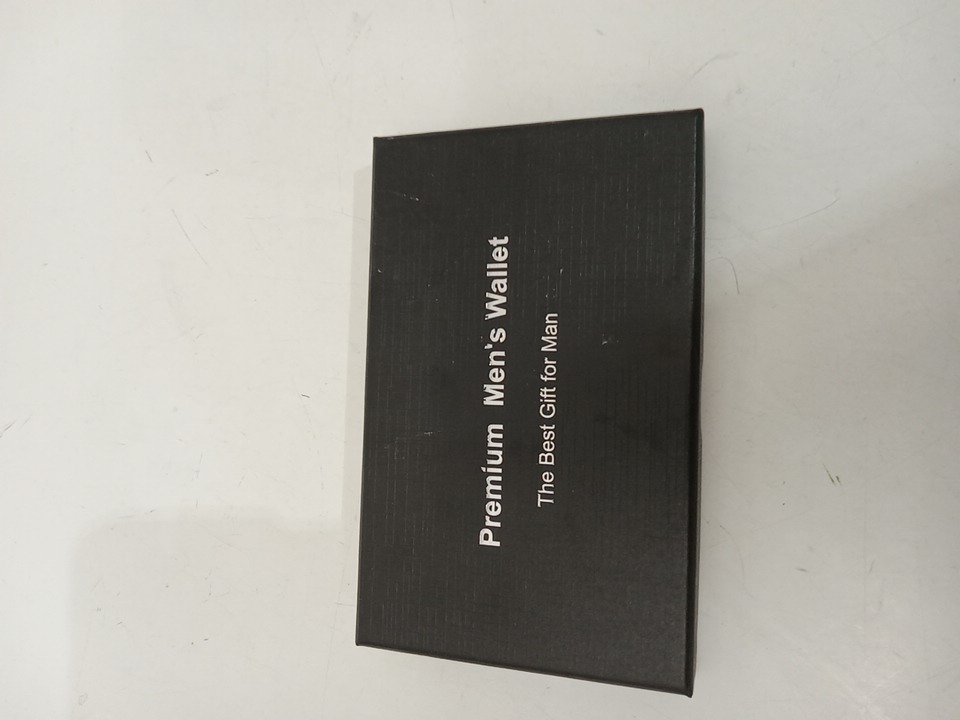 Premium Men's Wallet
The Best Gift for Man